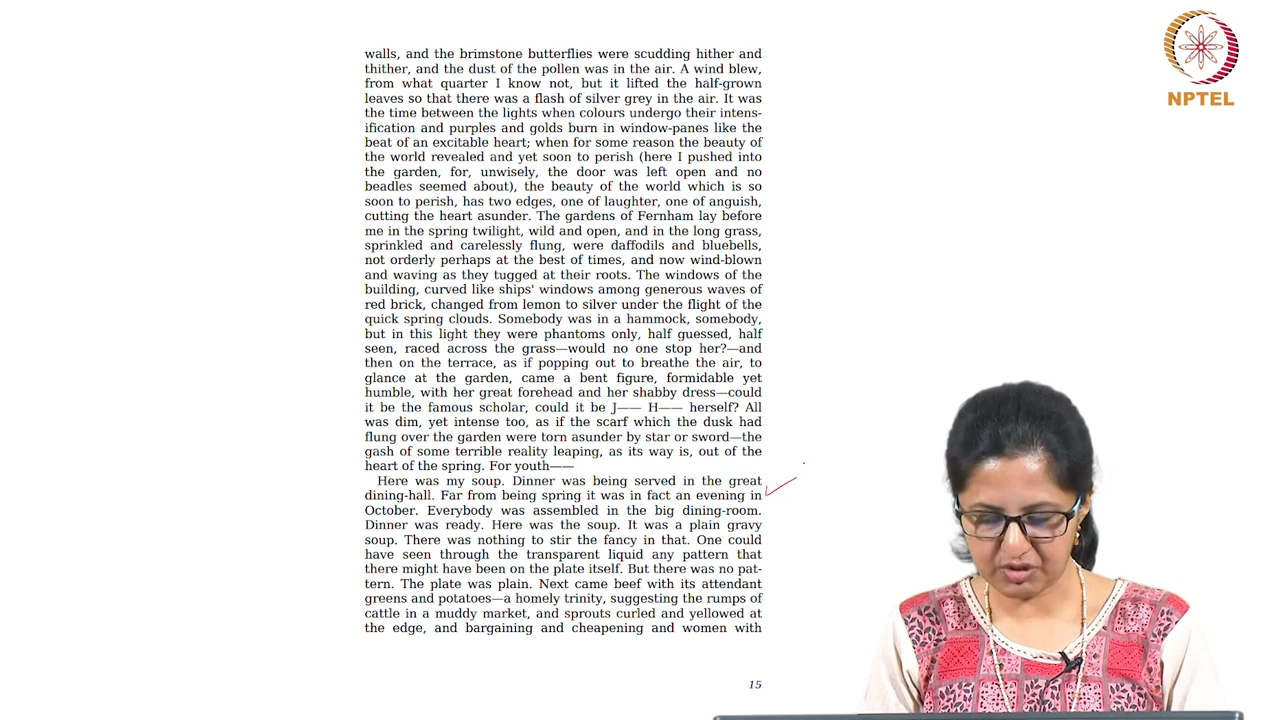 walls, and the brimstone butterflies were scudding hither and
thither, and the dust of the pollen was in the air. A wind blew,
from what quarter I know not, but it lifted the half-grown
leaves so that there was a flash of silver grey in the air. It was
the time between the lights when colours undergo their intens-
ification and purples and golds burn in window-panes like the
beat of an excitable heart; when for some reason the beauty of
the world revealed and yet soon to perish (here I pushed into
the garden, for, unwisely, the door was left open and no
beadles seemed about), the beauty of the world which is so
soon to perish, has two edges, one of laughter, one of anguish,
cutting the heart asunder. The gardens of Fernham lay before
me in the spring twilight, wild and open, and in the long grass,
sprinkled and carelessly flung, were daffodils and bluebells,
not orderly perhaps at the best of times, and now wind-blown
and waving as they tugged at their roots. The windows of the
building, curved like ships' windows among generous waves of
red brick, changed from lemon to silver under the flight of the
quick spring clouds. Somebody was in a hammock, somebody,
but in this light they were phantoms only, half guessed, half
seen, raced across the grass—would no one stop her?—and
then on the terrace, as if popping out to breathe the air, to
glance at the garden, came a bent figure, formidable yet
humble, with her great forehead and her shabby dress—could
it be the famous scholar, could it be J—— H—— herself? All
was dim, yet intense too, as if the scarf which the dusk had
flung over the garden were torn asunder by star or sword—the
gash of some terrible reality leaping, as its way is, out of the
heart of the spring. For youth——
Here was my soup. Dinner was being served in the great
dining-hall. Far from being spring it was in fact an evening in
October. Everybody was assembled in the big dining-room.
Dinner was ready. Here was the soup. It was a plain gravy
soup. There was nothing to stir the fancy in that. One could
have seen through the transparent liquid any pattern that
there might have been on the plate itself. But there was no pat-
tern. The plate was plain. Next came beef with its attendant
greens and potatoes—a homely trinity, suggesting the rumps of
cattle in a muddy market, and sprouts curled and yellowed at
the edge, and bargaining and cheapening and women with
15
NPTEL